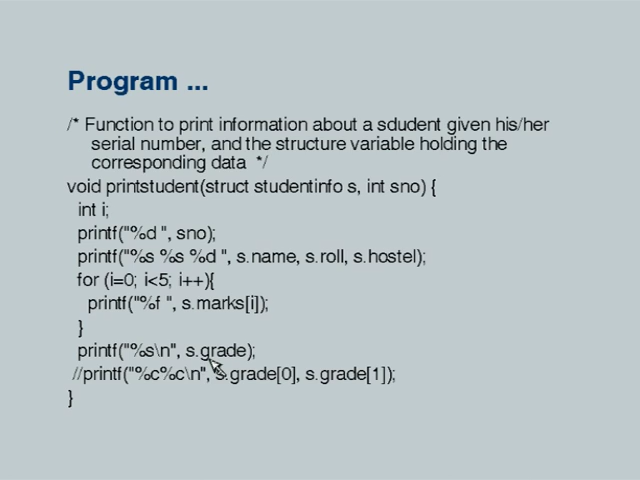 Program ...
/* Function to print information about a sdudent given his/her
serial number, and the structure variable holding the
corresponding data  */
void printstudent(struct studentinfo s, int sno) {
int i;
printf("%d ", sno);
printf("%s %s %d ", s.name, s.roll, s.hostel);
for (i=0; i<5; i++){
printf("%f ", s.marks[i]);
}
printf("%s\n", s.grade);
//printf("%c%c\n", s.grade[0], s.grade[1]);
}